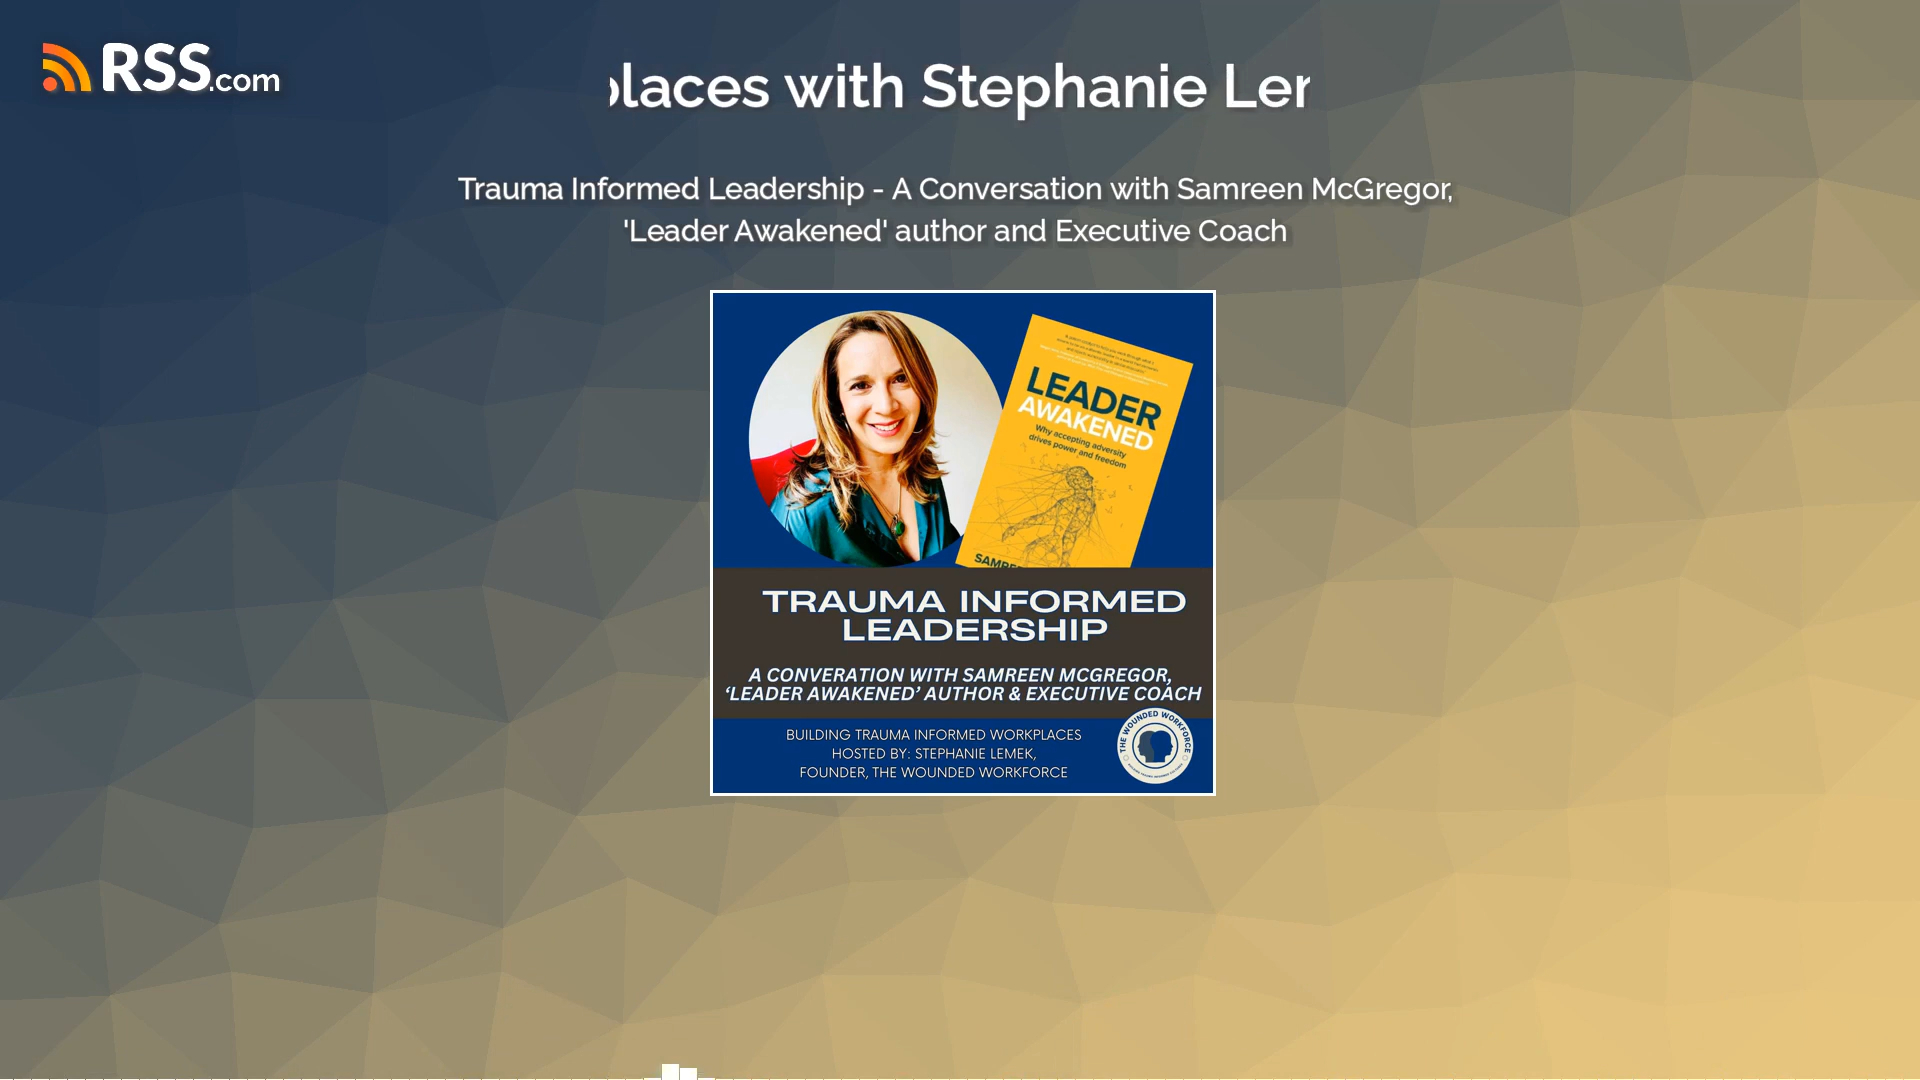 RSS.com
places with Stephanie Lem
Trauma Informed Leadership - A Conversation with Samreen McGregor,
'Leader Awakened' author and Executive Coach
LEADER
AWAKENED
Why accepting adversity
drives power and freedom
TRAUMA INFORMED
LEADERSHIP
A CONVERATION WITH SAMREEN MCGREGOR,
‘LEADER AWAKENED’ AUTHOR & EXECUTIVE COACH
BUILDING TRAUMA INFORMED WORKPLACES
HOSTED BY: STEPHANIE LEMEK,
FOUNDER, THE WOUNDED WORKFORCE
THE WOUNDED WORKFORCE